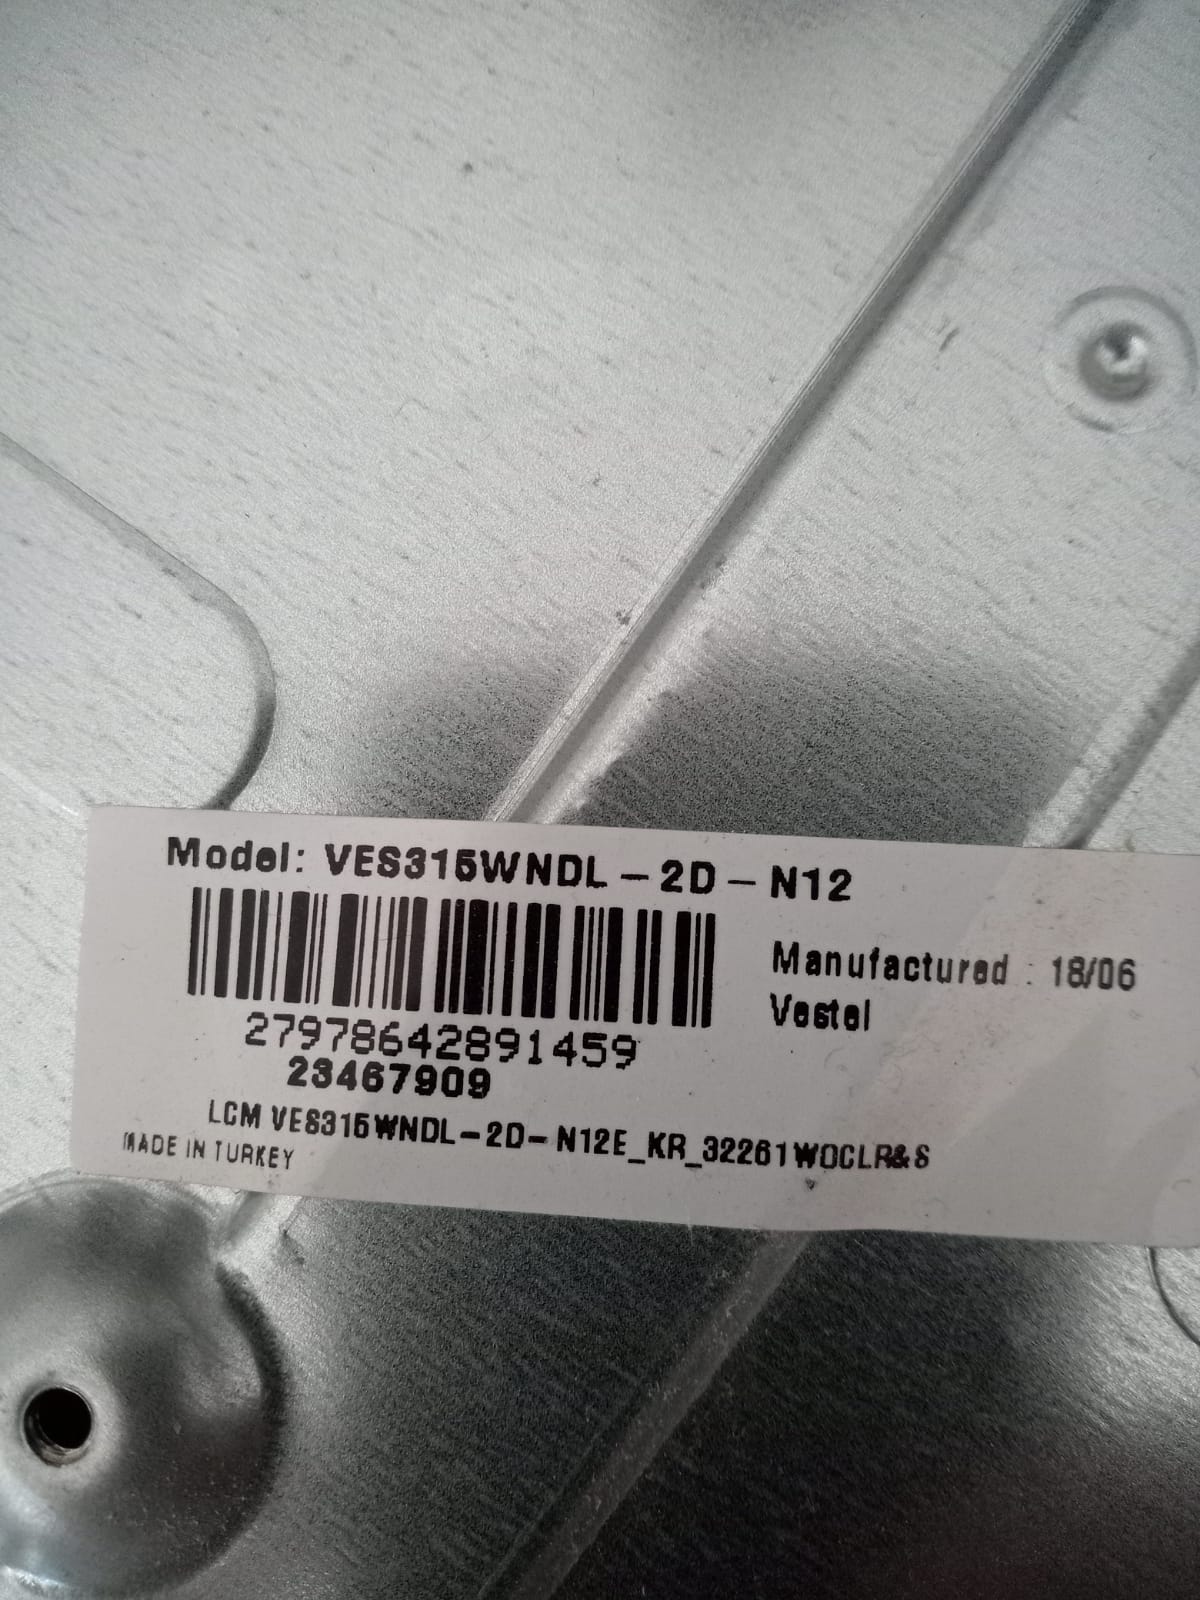 Model: VES315WNDL-2D-N12
Manufactured : 18/06
Vestel
27978642891459
23467909
LCM VES315WNDL-2D-N12E_KR_32261WOCLR&S
MADE IN TURKEY